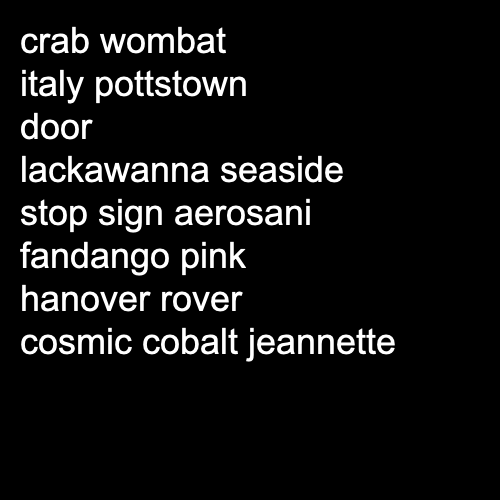 crab wombat
italy pottstown
door
lackawanna seaside
stop sign aerosani
fandango pink
hanover rover
cosmic cobalt jeannette